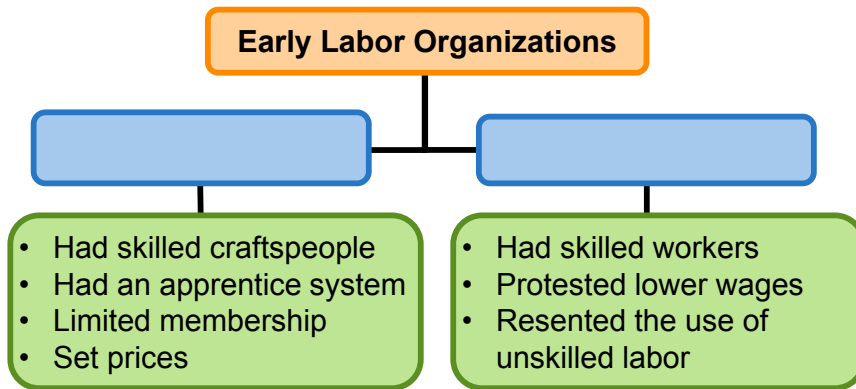 Early Labor Organizations
• Had skilled craftspeople
• Had an apprentice system
• Limited membership
• Set prices
• Had skilled workers
• Protested lower wages
• Resented the use of
unskilled labor